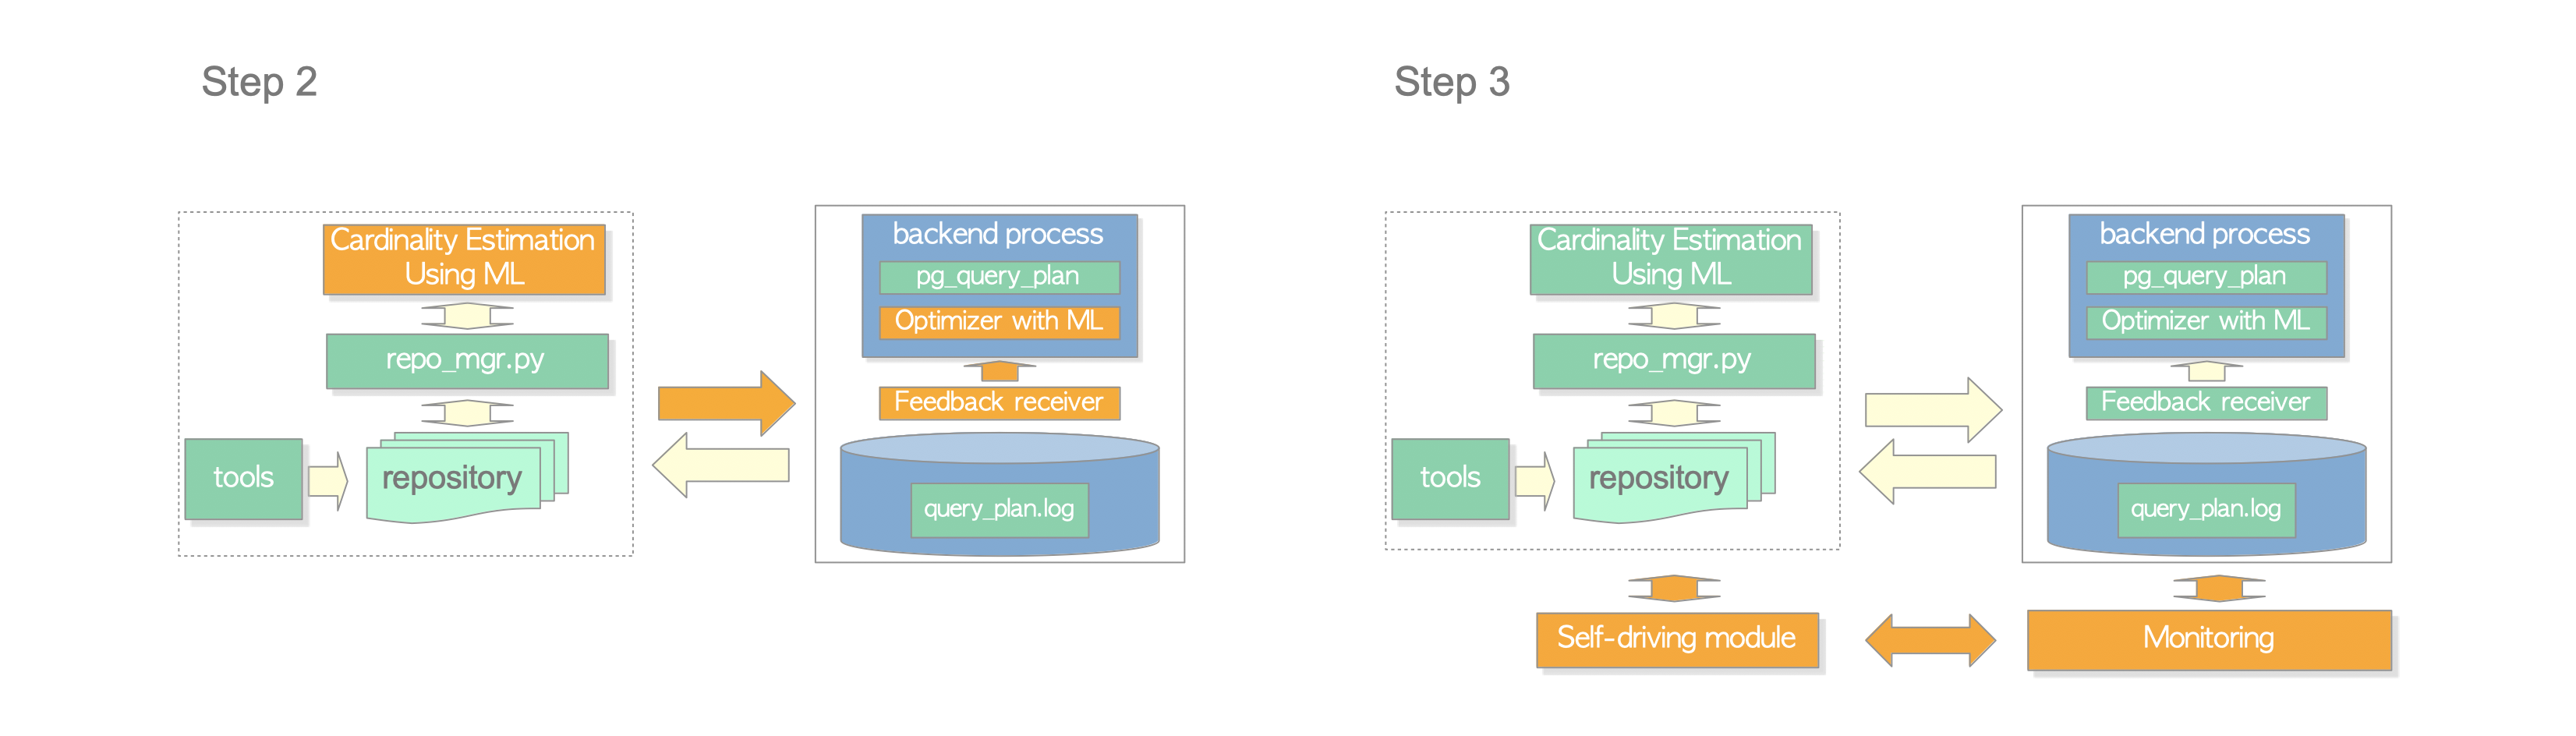 Step 2
Cardinality Estimation
Using ML
repo_mgr.py
tools
repository
backend process
pg_query_plan
Optimizer with ML
Feedback receiver
query_plan.log
Step 3
Cardinality Estimation
Using ML
repo_mgr.py
tools
repository
backend process
pg_query_plan
Optimizer with ML
Feedback receiver
query_plan.log
Self-driving module
Monitoring